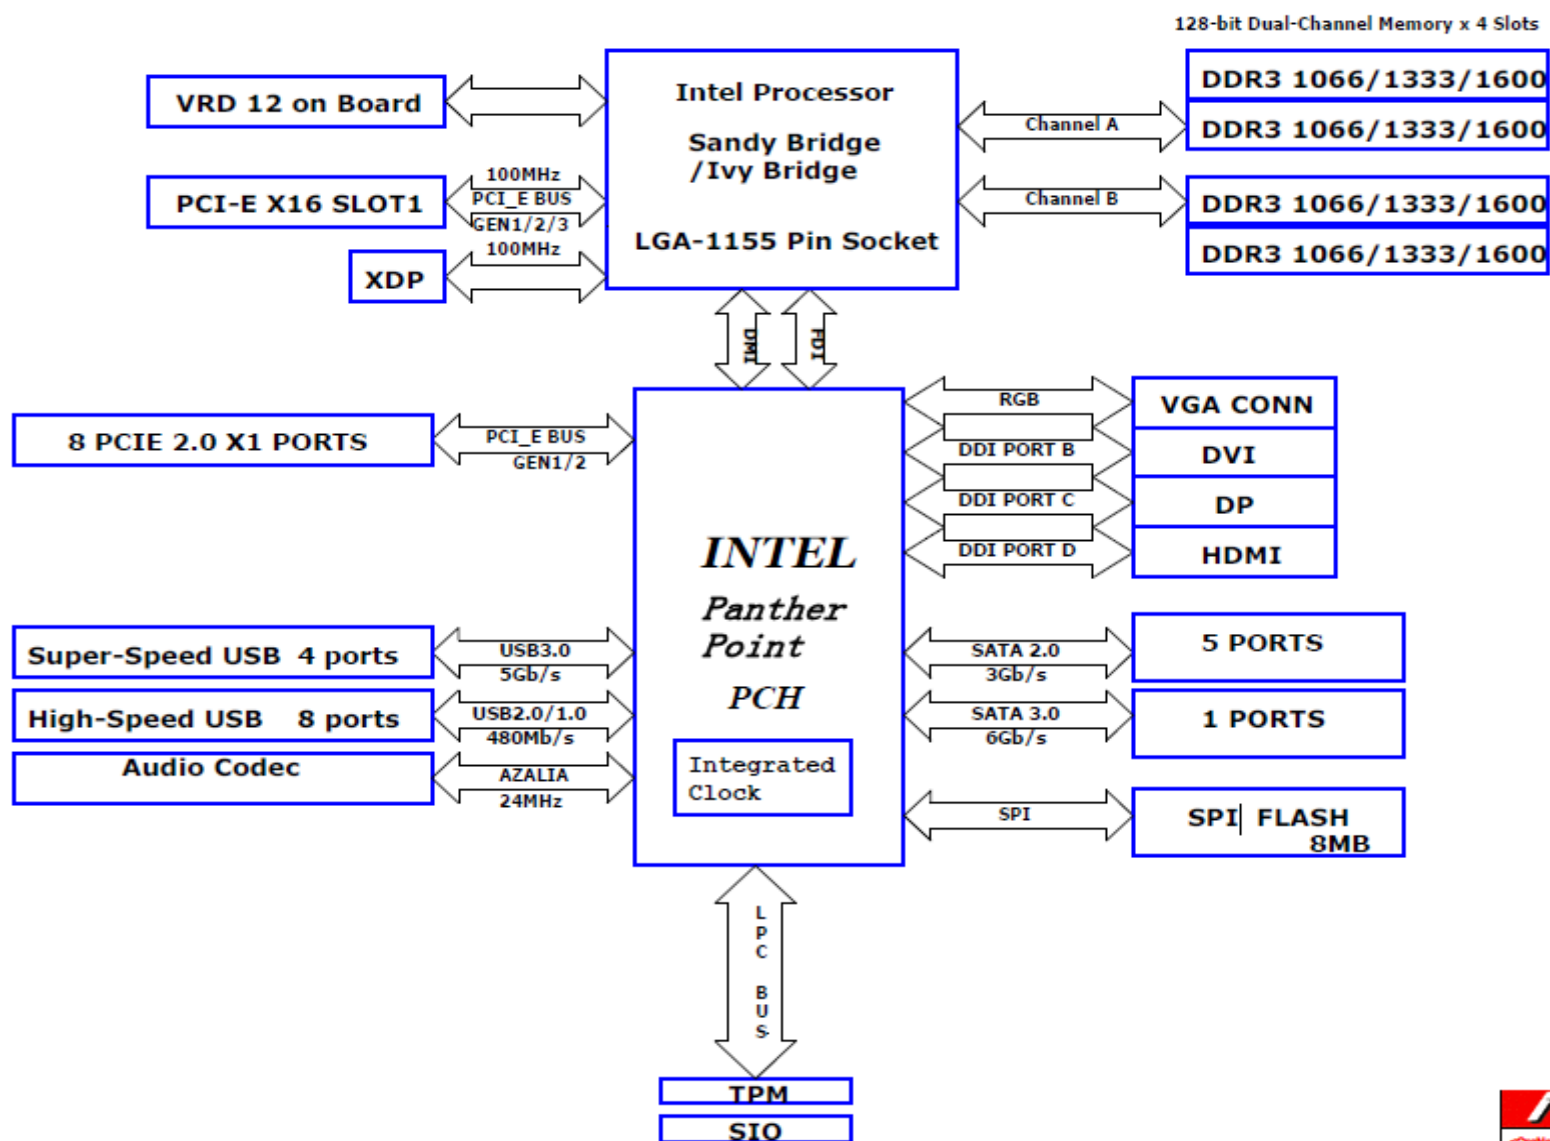 128-bit Dual-Channel Memory x 4 Slots
VRD 12 on Board
Intel Processor
Sandy Bridge
/Ivy Bridge
LGA-1155 Pin Socket
DDR3 1066/1333/1600
Channel A
DDR3 1066/1333/1600
PCI-E X16 SLOT1
100MHz
PCI_E BUS
GEN1/2/3
Channel B
DDR3 1066/1333/1600
DDR3 1066/1333/1600
XDP
100MHz
DMI
FDI
8 PCIE 2.0 X1 PORTS
PCI_E BUS
GEN1/2
RGB
VGA CONN
DDI PORT B
DVI
DDI PORT C
DP
DDI PORT D
HDMI
INTEL
Panther
Point
PCH
Integrated
Clock
Super-Speed USB 4 ports
USB3.0
5Gb/s
High-Speed USB 8 ports
USB2.0/1.0
480Mb/s
Audio Codec
AZALIA
24MHz
SATA 2.0
3Gb/s
5 PORTS
SATA 3.0
6Gb/s
1 PORTS
SPI
SPI FLASH
8MB
LPC BUS
TPM
SIO